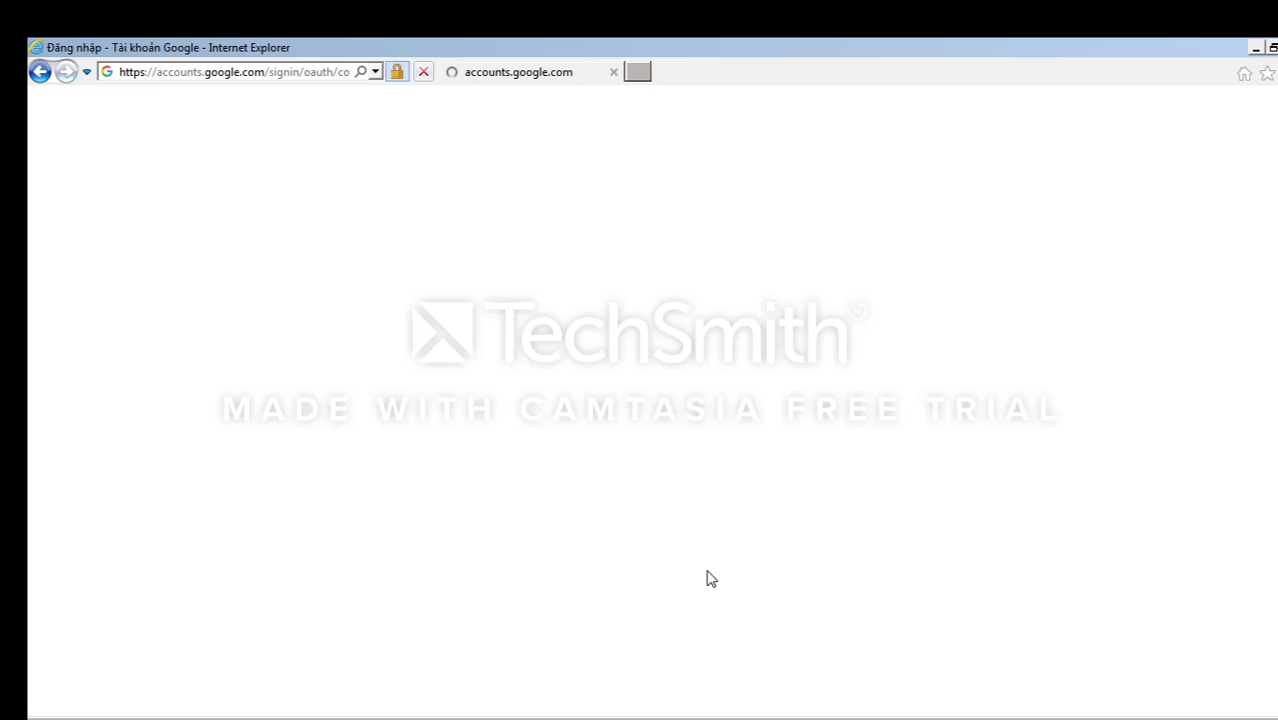 Đăng nhập - Tài khoản Google - Internet Explorer
https://accounts.google.com/signin/oauth/co
accounts.google.com
TechSmith®
MADE WITH CAMTASIA FREE TRIAL